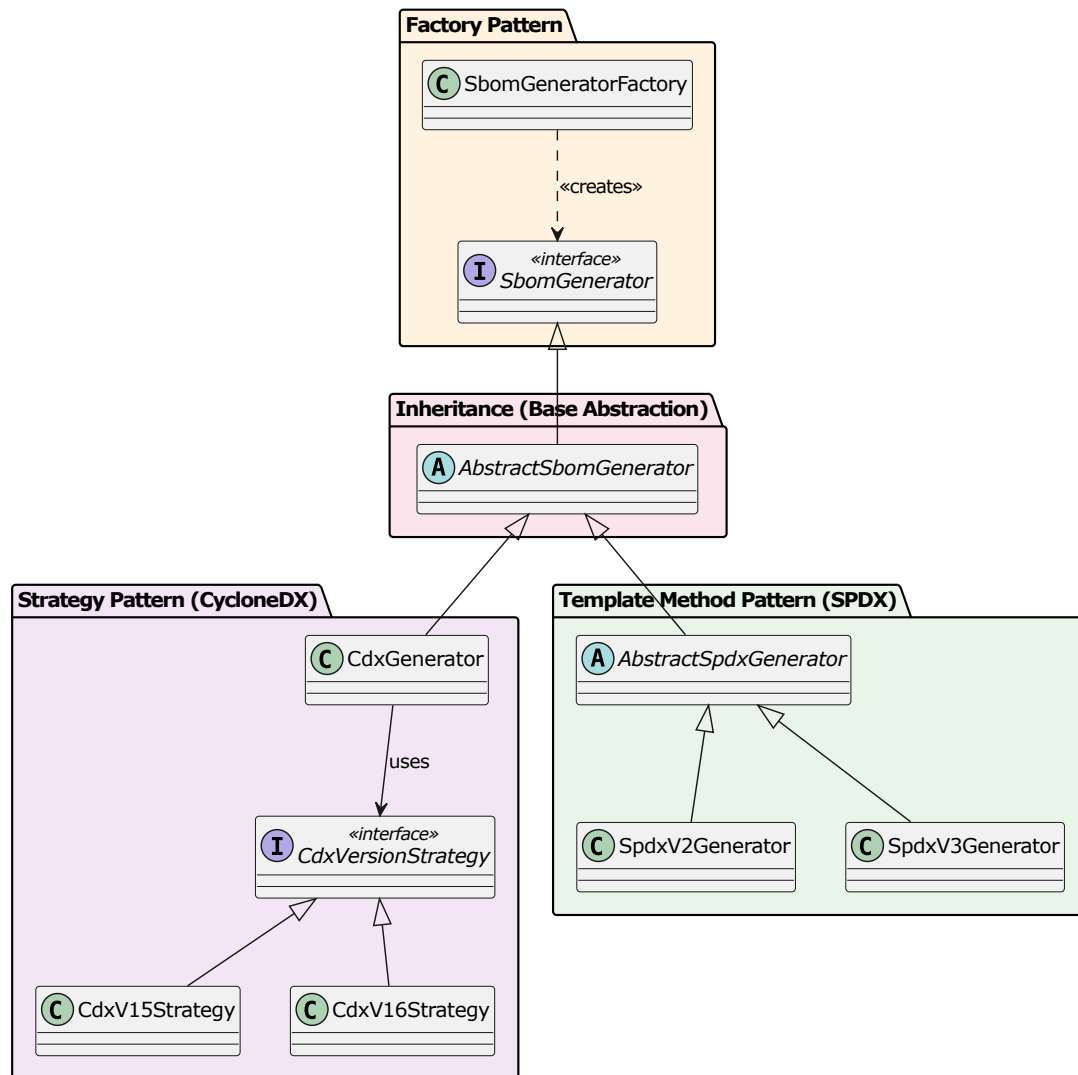 Factory Pattern
C SbomGeneratorFactory
«creates»
«interface»
I SbomGenerator
Inheritance (Base Abstraction)
A AbstractSbomGenerator
Strategy Pattern (CycloneDX)
C CdxGenerator
uses
«interface»
I CdxVersionStrategy
C CdxV15Strategy
C CdxV16Strategy
Template Method Pattern (SPDX)
A AbstractSpdxGenerator
C SpdxV2Generator
C SpdxV3Generator